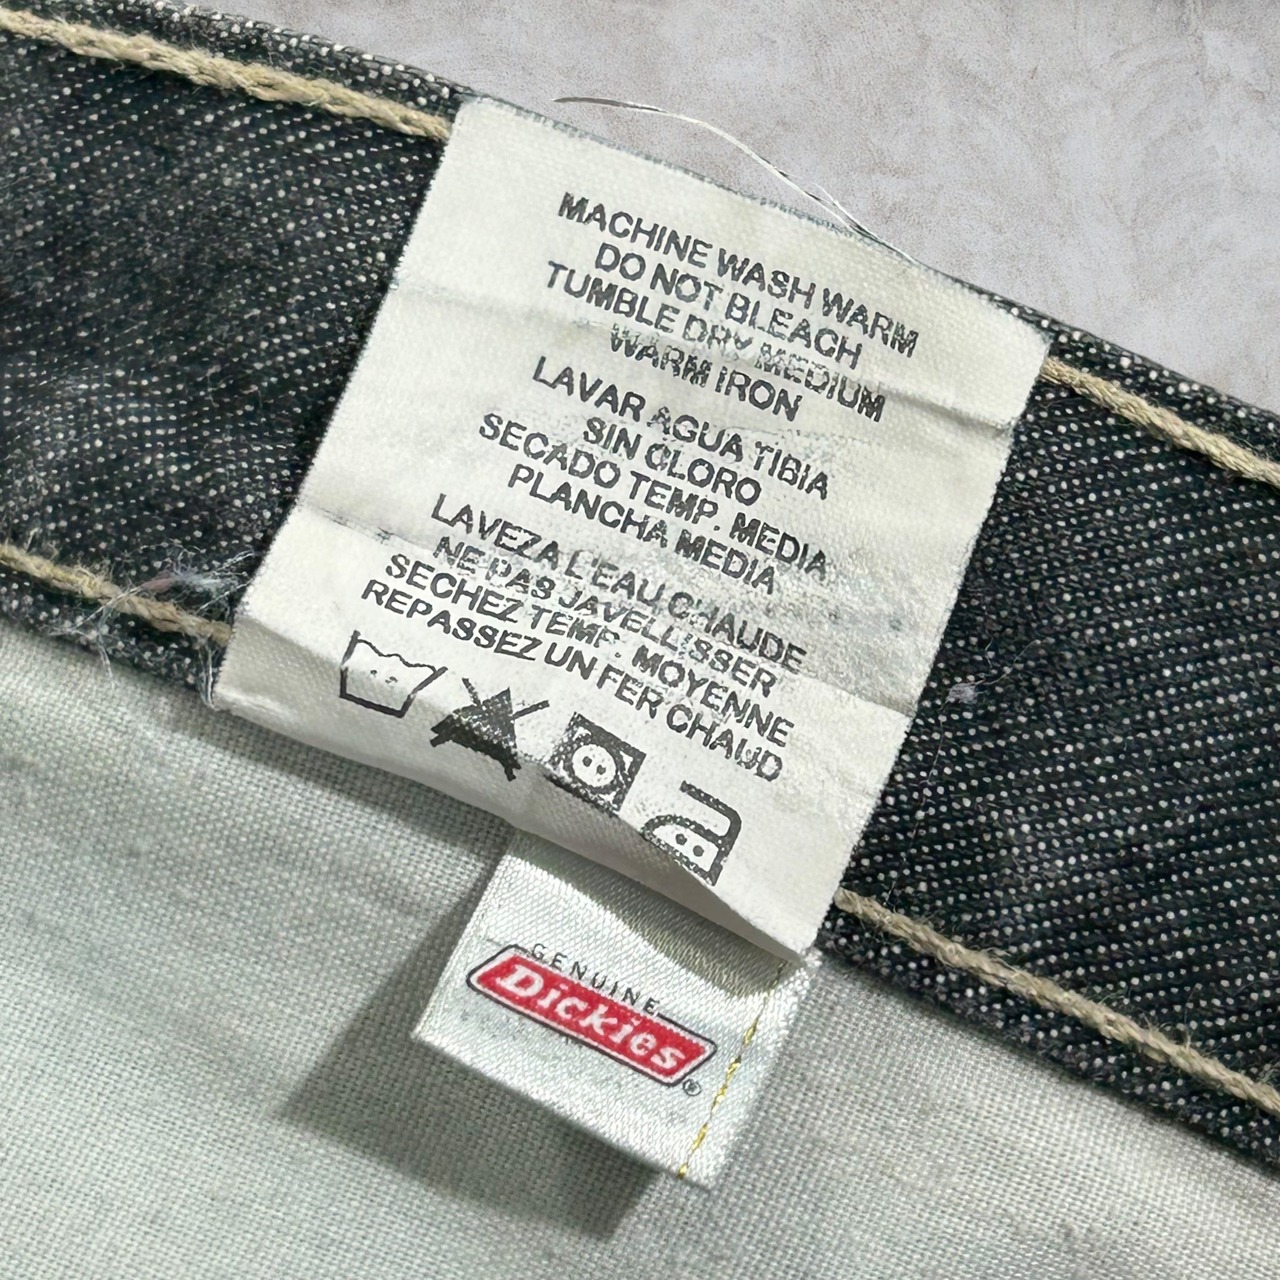 MACHINE WASH WARM
DO NOT BLEACH
TUMBLE DRY MEDIUM
WARM IRON
LAVAR AGUA TIBIA
SIN CLORO
SECADO TEMP. MEDIA
PLANCHA MEDIA
LAVEZA L'EAU CHAUDE
NE PAS JAVELLISSER
SECHEZ TEMP. MOYENNE
REPASSEZ UN FER CHAUD
GENUINE
Dickies®